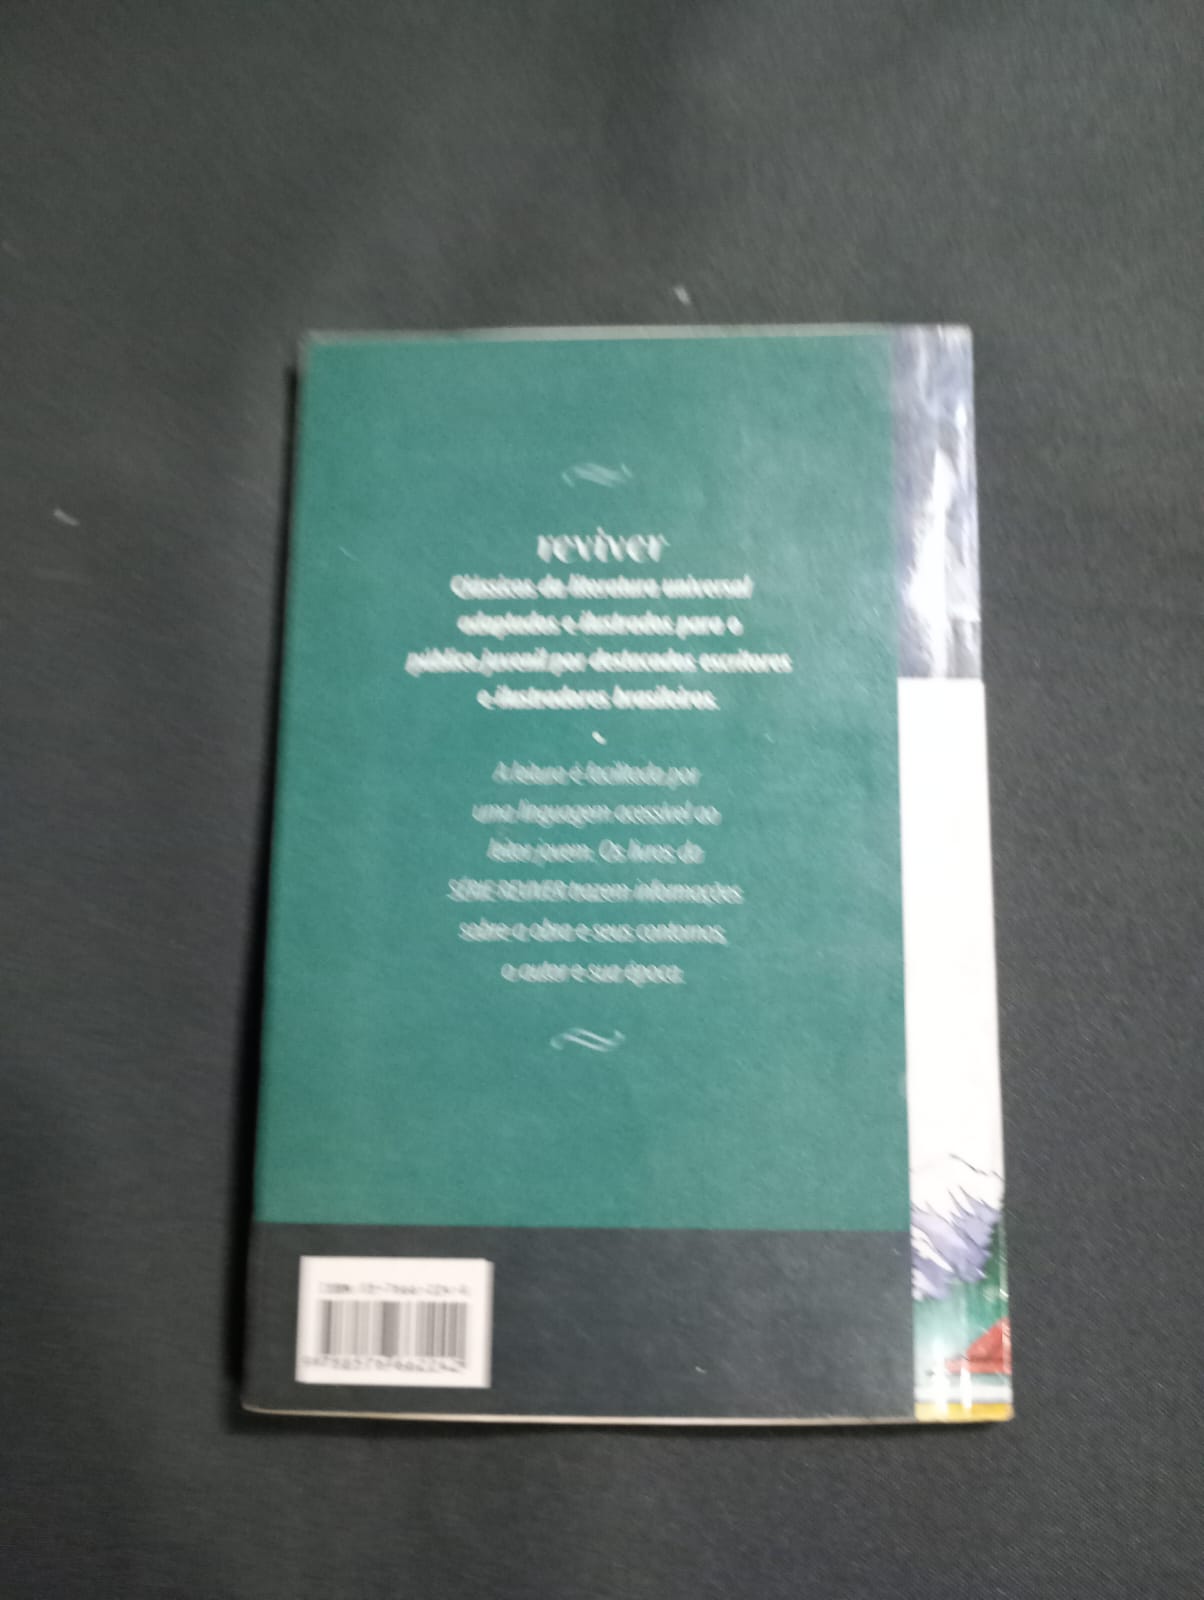 reviver
Clássicos da literatura universal
adaptados e ilustrados para o
público juvenil por destacados escritores
e ilustradores brasileiros.
A leitura é facilitada por
uma linguagem acessível ao
leitor jovem. Os livros da
SÉRIE REVIVER trazem informações
sobre a obra e seus contornos,
o autor e sua época.
ISBN